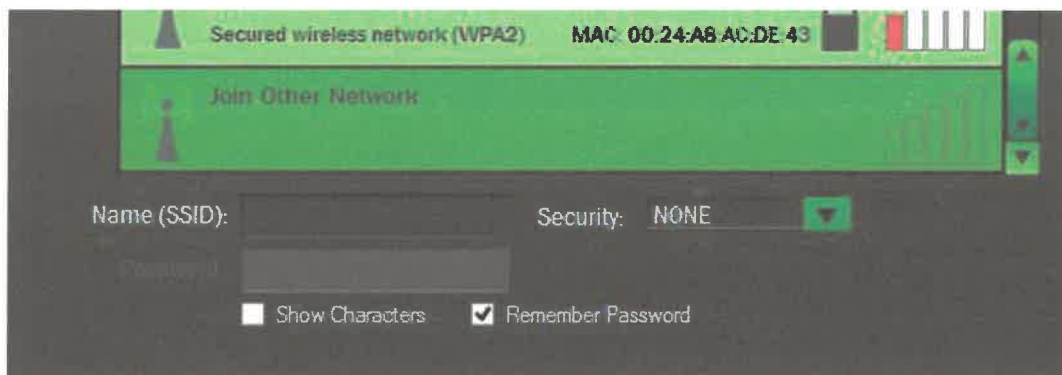 Secured wireless network (WPA2) MAC: 00:24:A8:AC:DE:43
Join Other Network
Name (SSID): Security: NONE
Password
Show Characters Remember Password